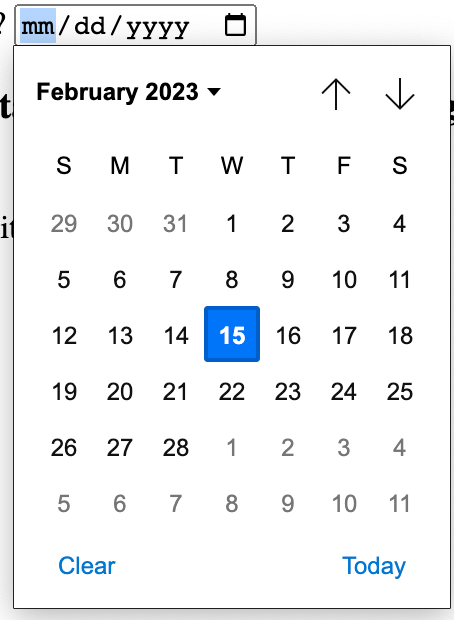 ? mm/dd/yyyy
February 2023
S M T W T F S
29 30 31 1 2 3 4
5 6 7 8 9 10 11
12 13 14 15 16 17 18
19 20 21 22 23 24 25
26 27 28 1 2 3 4
5 6 7 8 9 10 11
Clear Today